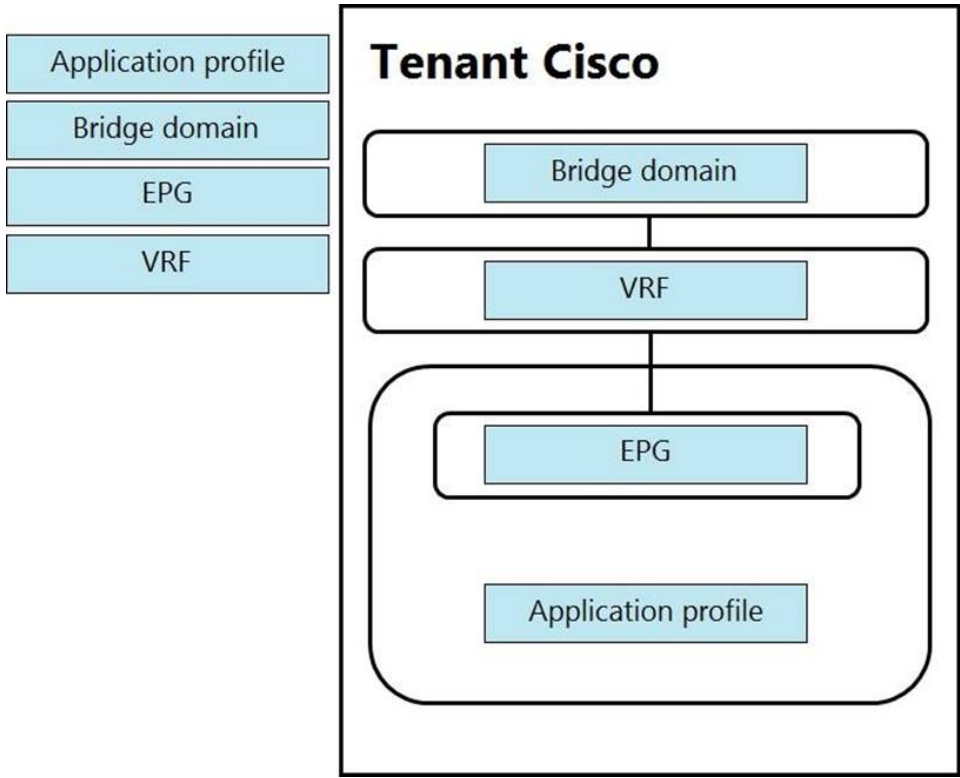 Application profile
Bridge domain
EPG
VRF
Tenant Cisco
Bridge domain
VRF
EPG
Application profile